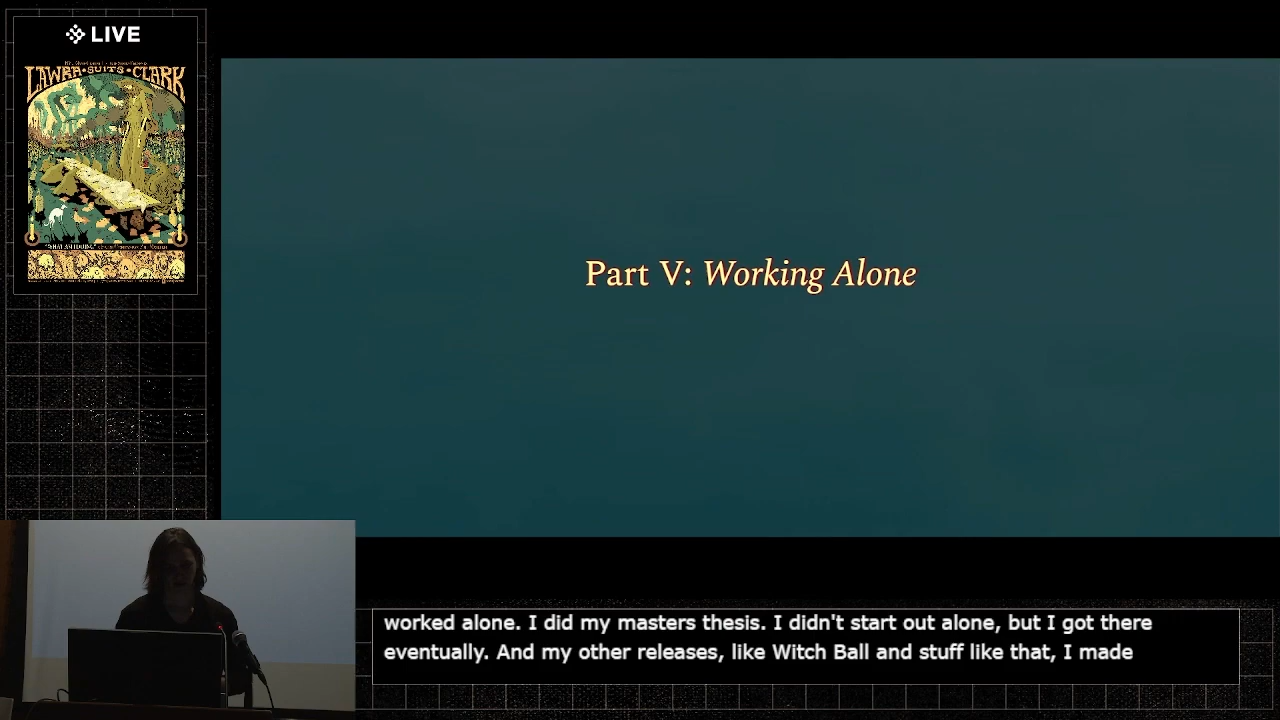 LIVE
LAWRA·SUITS·CLARK
Part V: Working Alone
worked alone. I did my masters thesis. I didn't start out alone, but I got there
eventually. And my other releases, like Witch Ball and stuff like that, I made